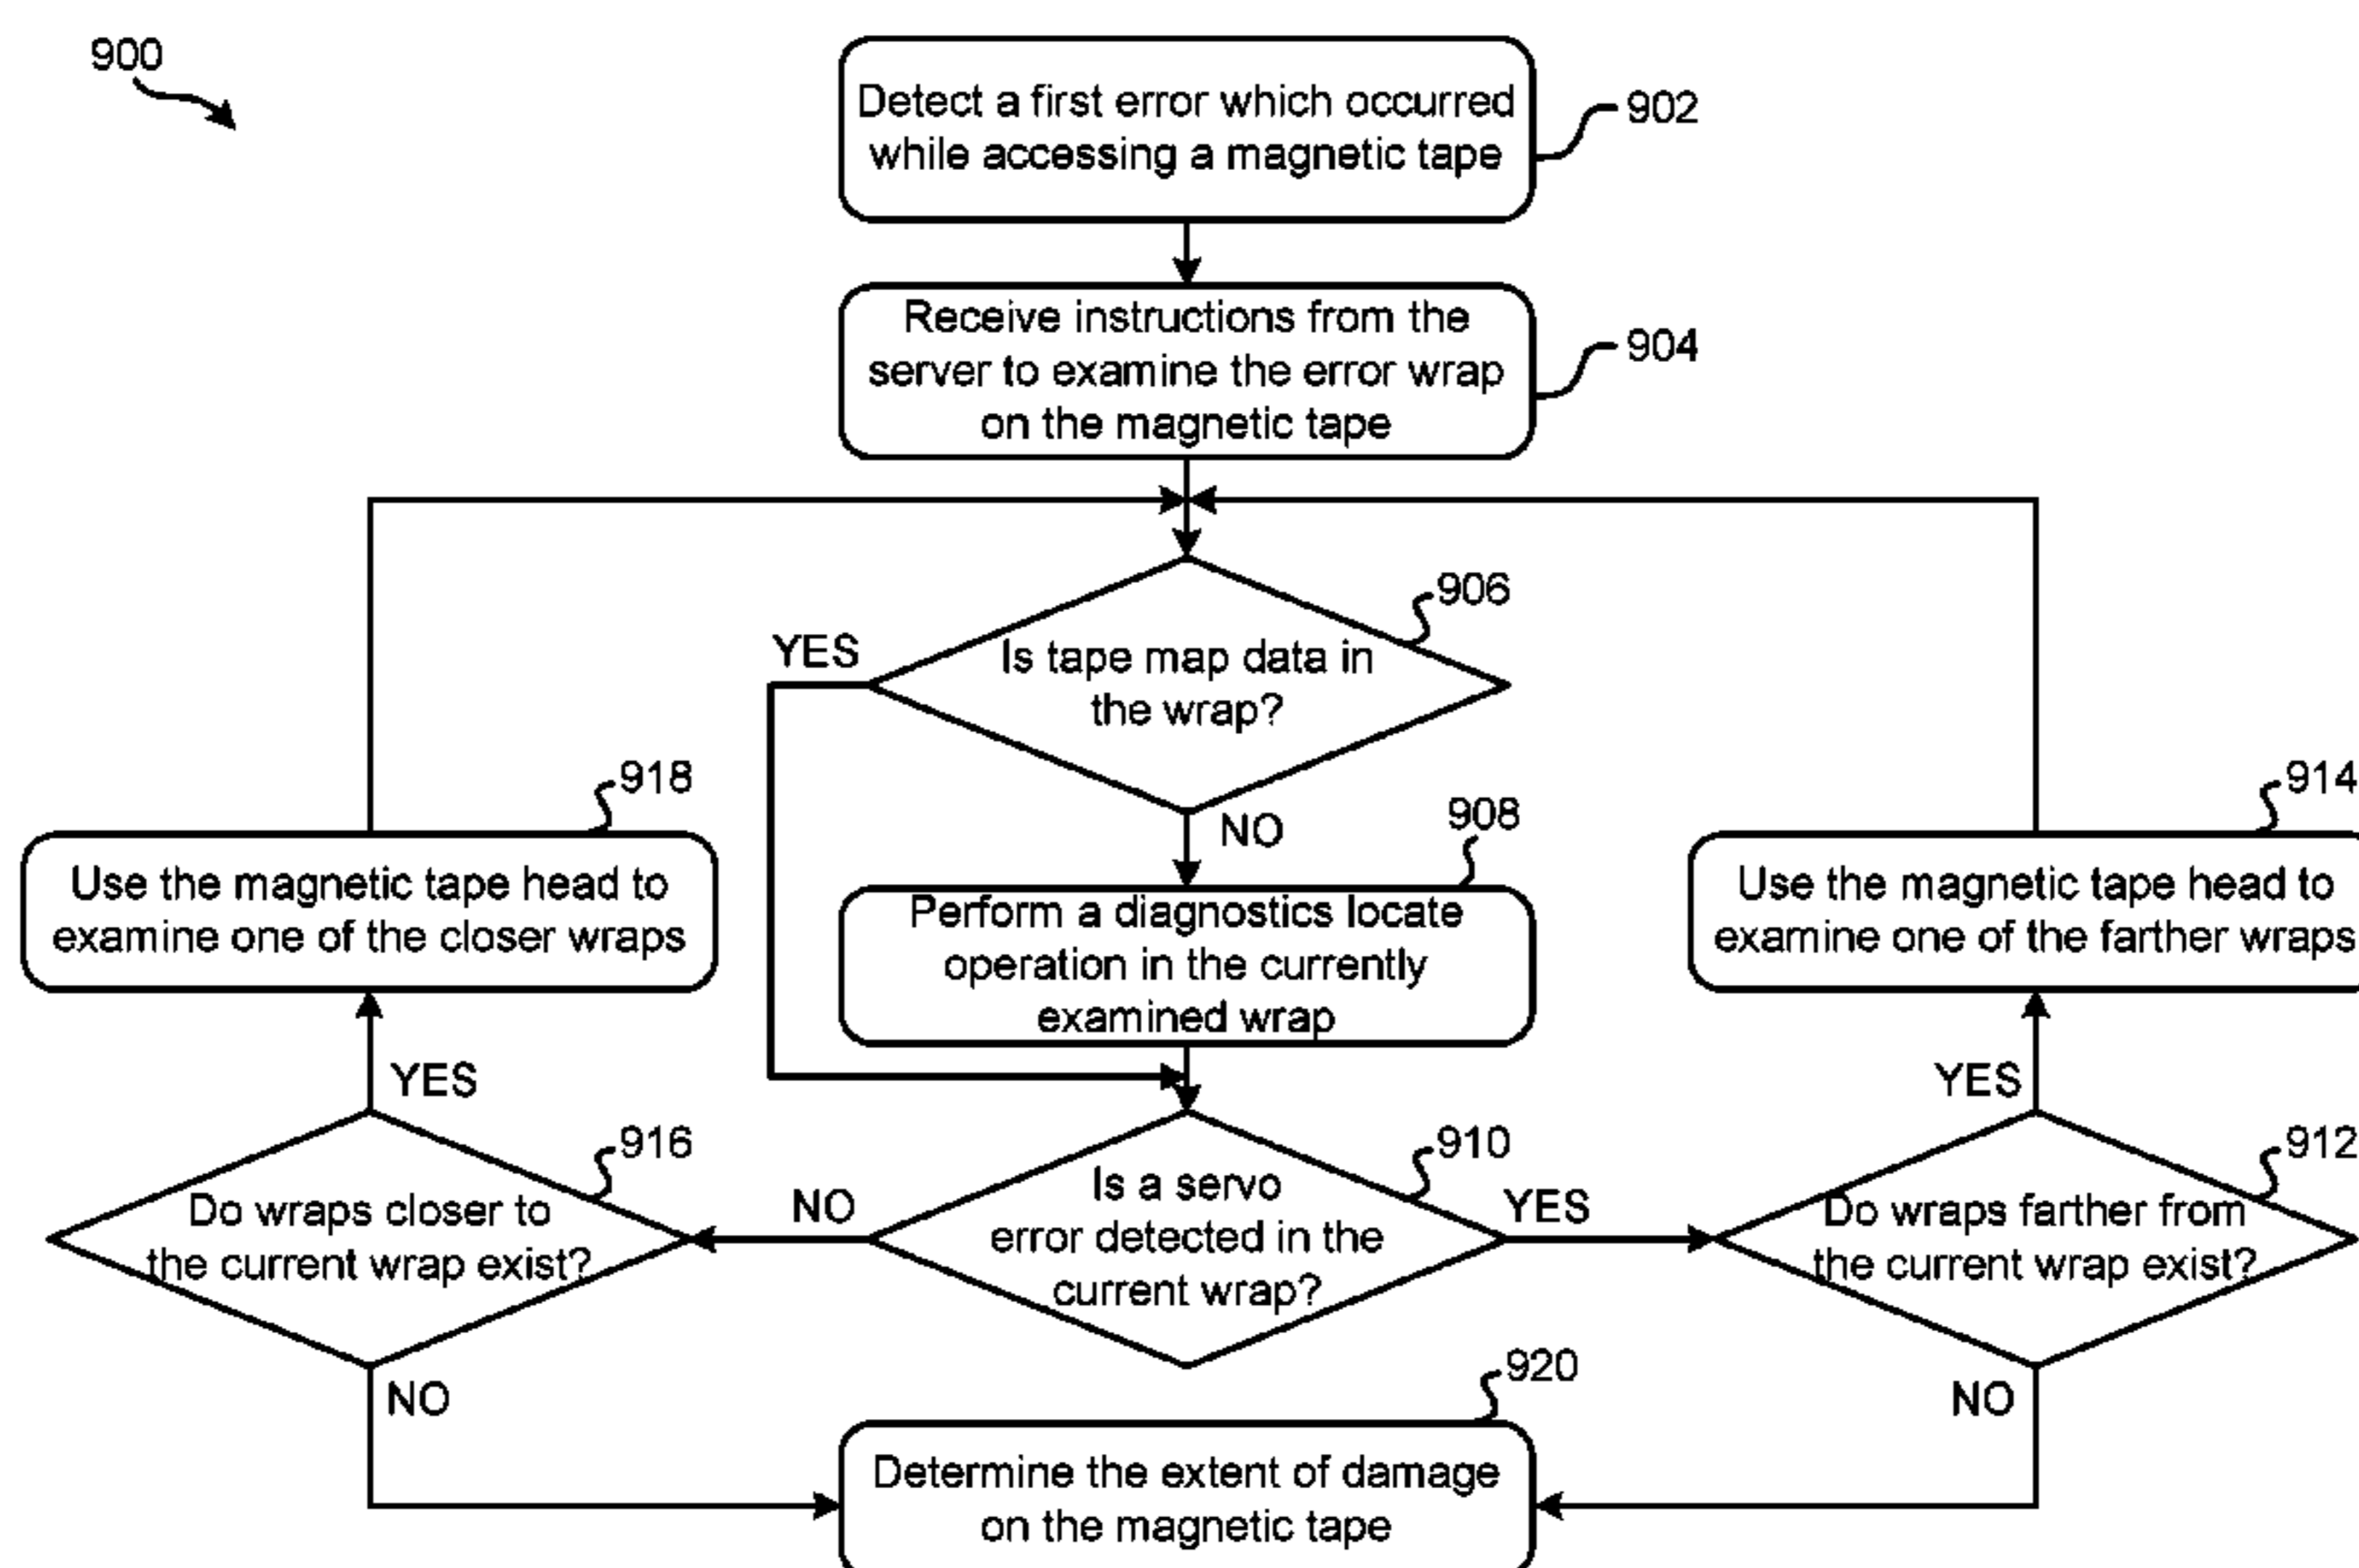 900
Detect a first error which occurred
while accessing a magnetic tape
902
Receive instructions from the
server to examine the error wrap
on the magnetic tape
904
906
YES
Is tape map data in
the wrap?
NO
918
Use the magnetic tape head to
examine one of the closer wraps
908
Perform a diagnostics locate
operation in the currently
examined wrap
914
Use the magnetic tape head to
examine one of the farther wraps
YES
916
Do wraps closer to
the current wrap exist?
NO
NO
910
Is a servo
error detected in the
current wrap?
YES
YES
912
Do wraps farther from
the current wrap exist?
NO
920
Determine the extent of damage
on the magnetic tape